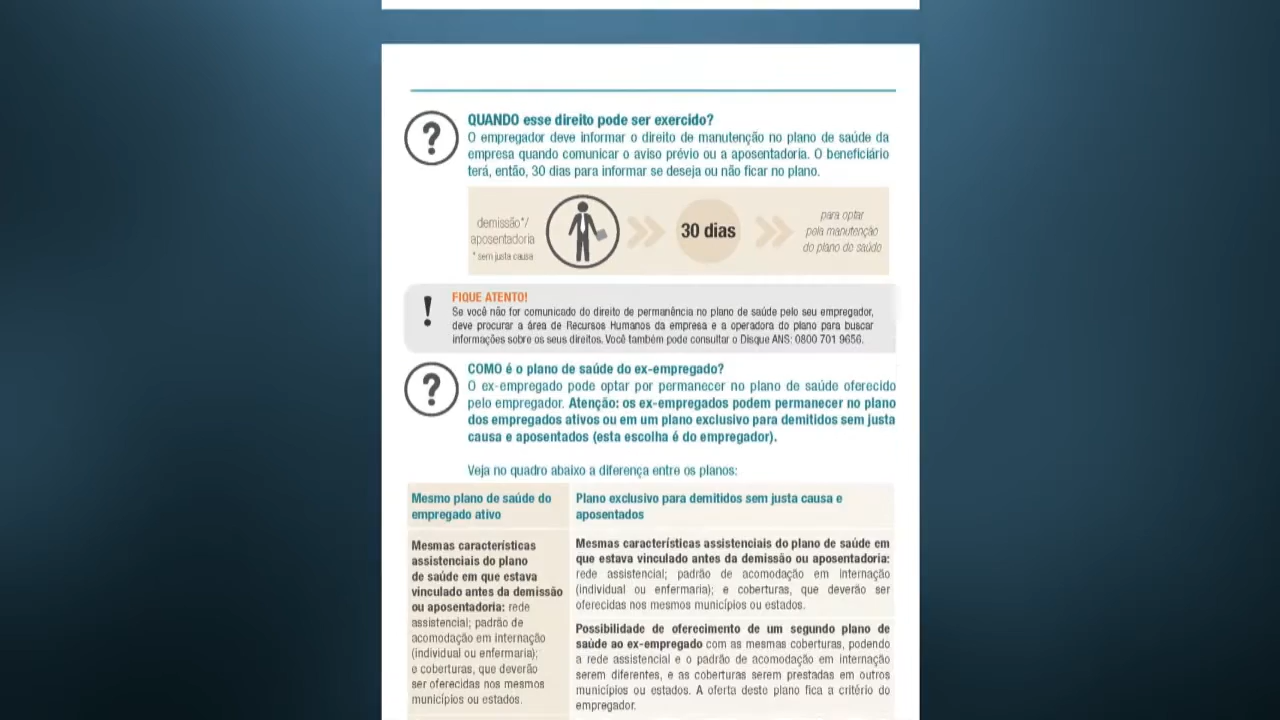 ?
QUANDO esse direito pode ser exercido?
O empregador deve informar o direito de manutenção no plano de saúde da
empresa quando comunicar o aviso prévio ou a aposentadoria. O beneficiário
terá, então, 30 dias para informar se deseja ou não ficar no plano.
demissão*/
aposentadoria
* sem justa causa
30 dias
para optar
pela manutenção
do plano de saúde
!
FIQUE ATENTO!
Se você não for comunicado do direito de permanência no plano de saúde pelo seu empregador,
deve procurar a área de Recursos Humanos da empresa e a operadora do plano para buscar
informações sobre os seus direitos. Você também pode consultar o Disque ANS: 0800 701 9656.
?
COMO é o plano de saúde do ex-empregado?
O ex-empregado pode optar por permanecer no plano de saúde oferecido
pelo empregador. Atenção: os ex-empregados podem permanecer no plano
dos empregados ativos ou em um plano exclusivo para demitidos sem justa
causa e aposentados (esta escolha é do empregador).
Veja no quadro abaixo a diferença entre os planos:
Mesmo plano de saúde do
empregado ativo
Mesmas características
assistenciais do plano
de saúde em que estava
vinculado antes da demissão
ou aposentadoria: rede
assistencial; padrão de
acomodação em internação
(individual ou enfermaria);
e coberturas, que deverão
ser oferecidas nos mesmos
municípios ou estados.
Plano exclusivo para demitidos sem justa causa e
aposentados
Mesmas características assistenciais do plano de saúde em
que estava vinculado antes da demissão ou aposentadoria:
rede assistencial; padrão de acomodação em internação
(individual ou enfermaria); e coberturas, que deverão ser
oferecidas nos mesmos municípios ou estados.
Possibilidade de oferecimento de um segundo plano de
saúde ao ex-empregado com as mesmas coberturas, podendo
a rede assistencial e o padrão de acomodação em internação
serem diferentes, e as coberturas serem prestadas em outros
municípios ou estados. A oferta deste plano fica a critério do
empregador.